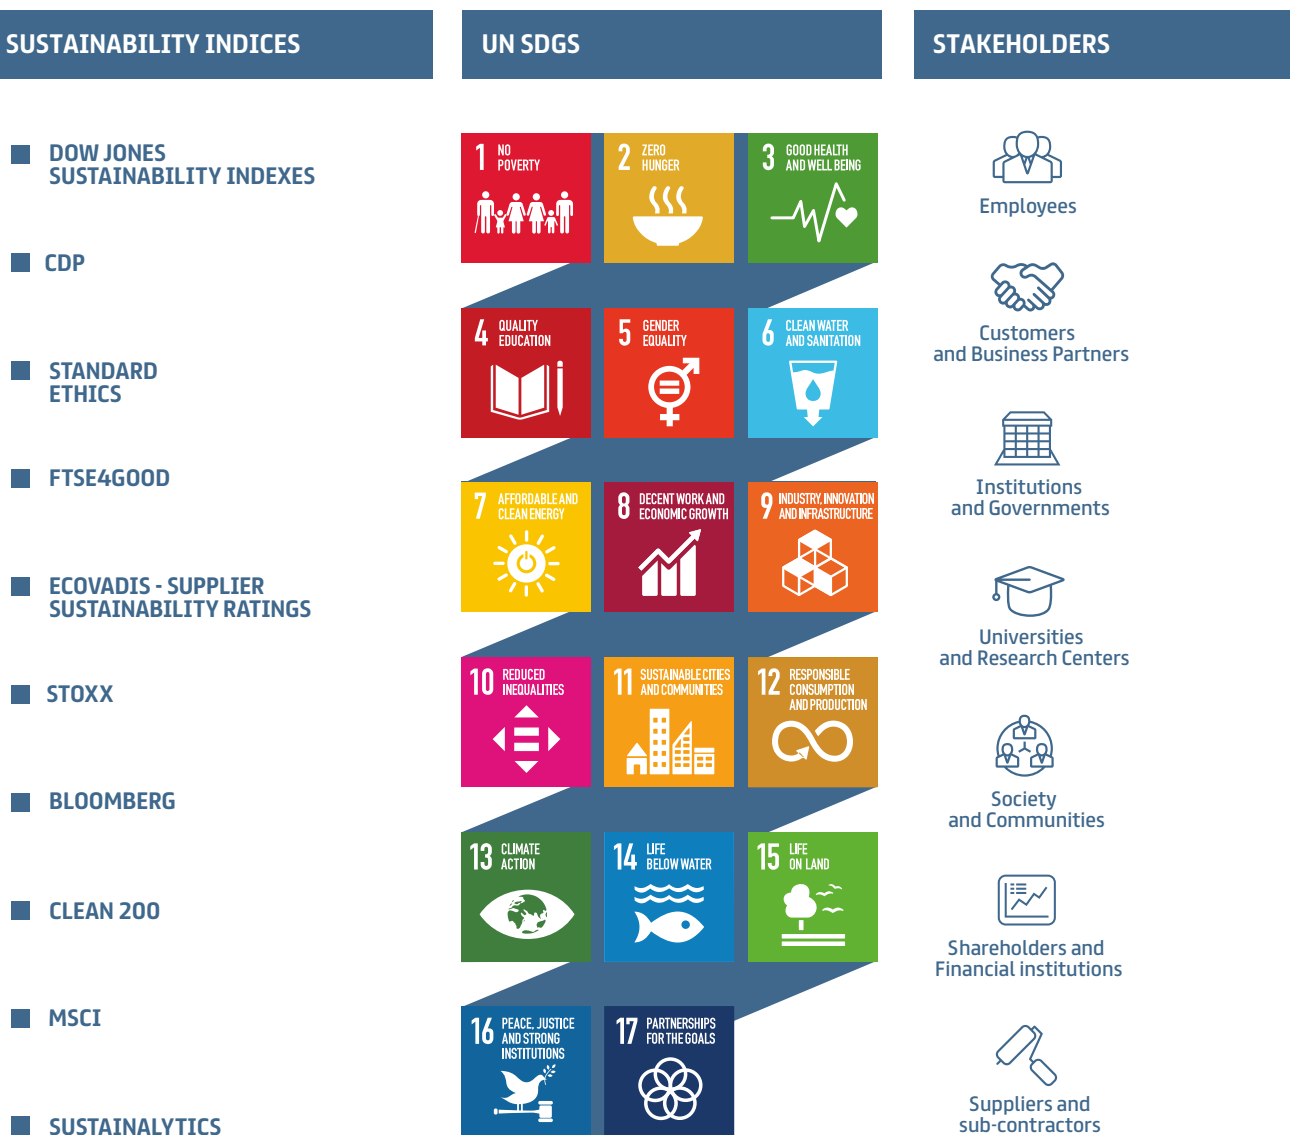 SUSTAINABILITY INDICES
DOW JONES
SUSTAINABILITY INDEXES
CDP
STANDARD
ETHICS
FTSE4GOOD
ECOVADIS - SUPPLIER
SUSTAINABILITY RATINGS
STOXX
BLOOMBERG
CLEAN 200
MSCI
SUSTAINALYTICS
UN SDGS
1 NO
POVERTY
2 ZERO
HUNGER
3 GOOD HEALTH
AND WELL BEING
4 QUALITY
EDUCATION
5 GENDER
EQUALITY
6 CLEAN WATER
AND SANITATION
7 AFFORDABLE AND
CLEAN ENERGY
8 DECENT WORK AND
ECONOMIC GROWTH
9 INDUSTRY, INNOVATION
AND INFRASTRUCTURE
10 REDUCED
INEQUALITIES
11 SUSTAINABLE CITIES
AND COMMUNITIES
12 RESPONSIBLE
CONSUMPTION
AND PRODUCTION
13 CLIMATE
ACTION
14 LIFE
BELOW WATER
15 LIFE
ON LAND
16 PEACE, JUSTICE
AND STRONG
INSTITUTIONS
17 PARTNERSHIPS
FOR THE GOALS
STAKEHOLDERS
Employees
Customers
and Business Partners
Institutions
and Governments
Universities
and Research Centers
Society
and Communities
Shareholders and
Financial institutions
Suppliers and
sub-contractors